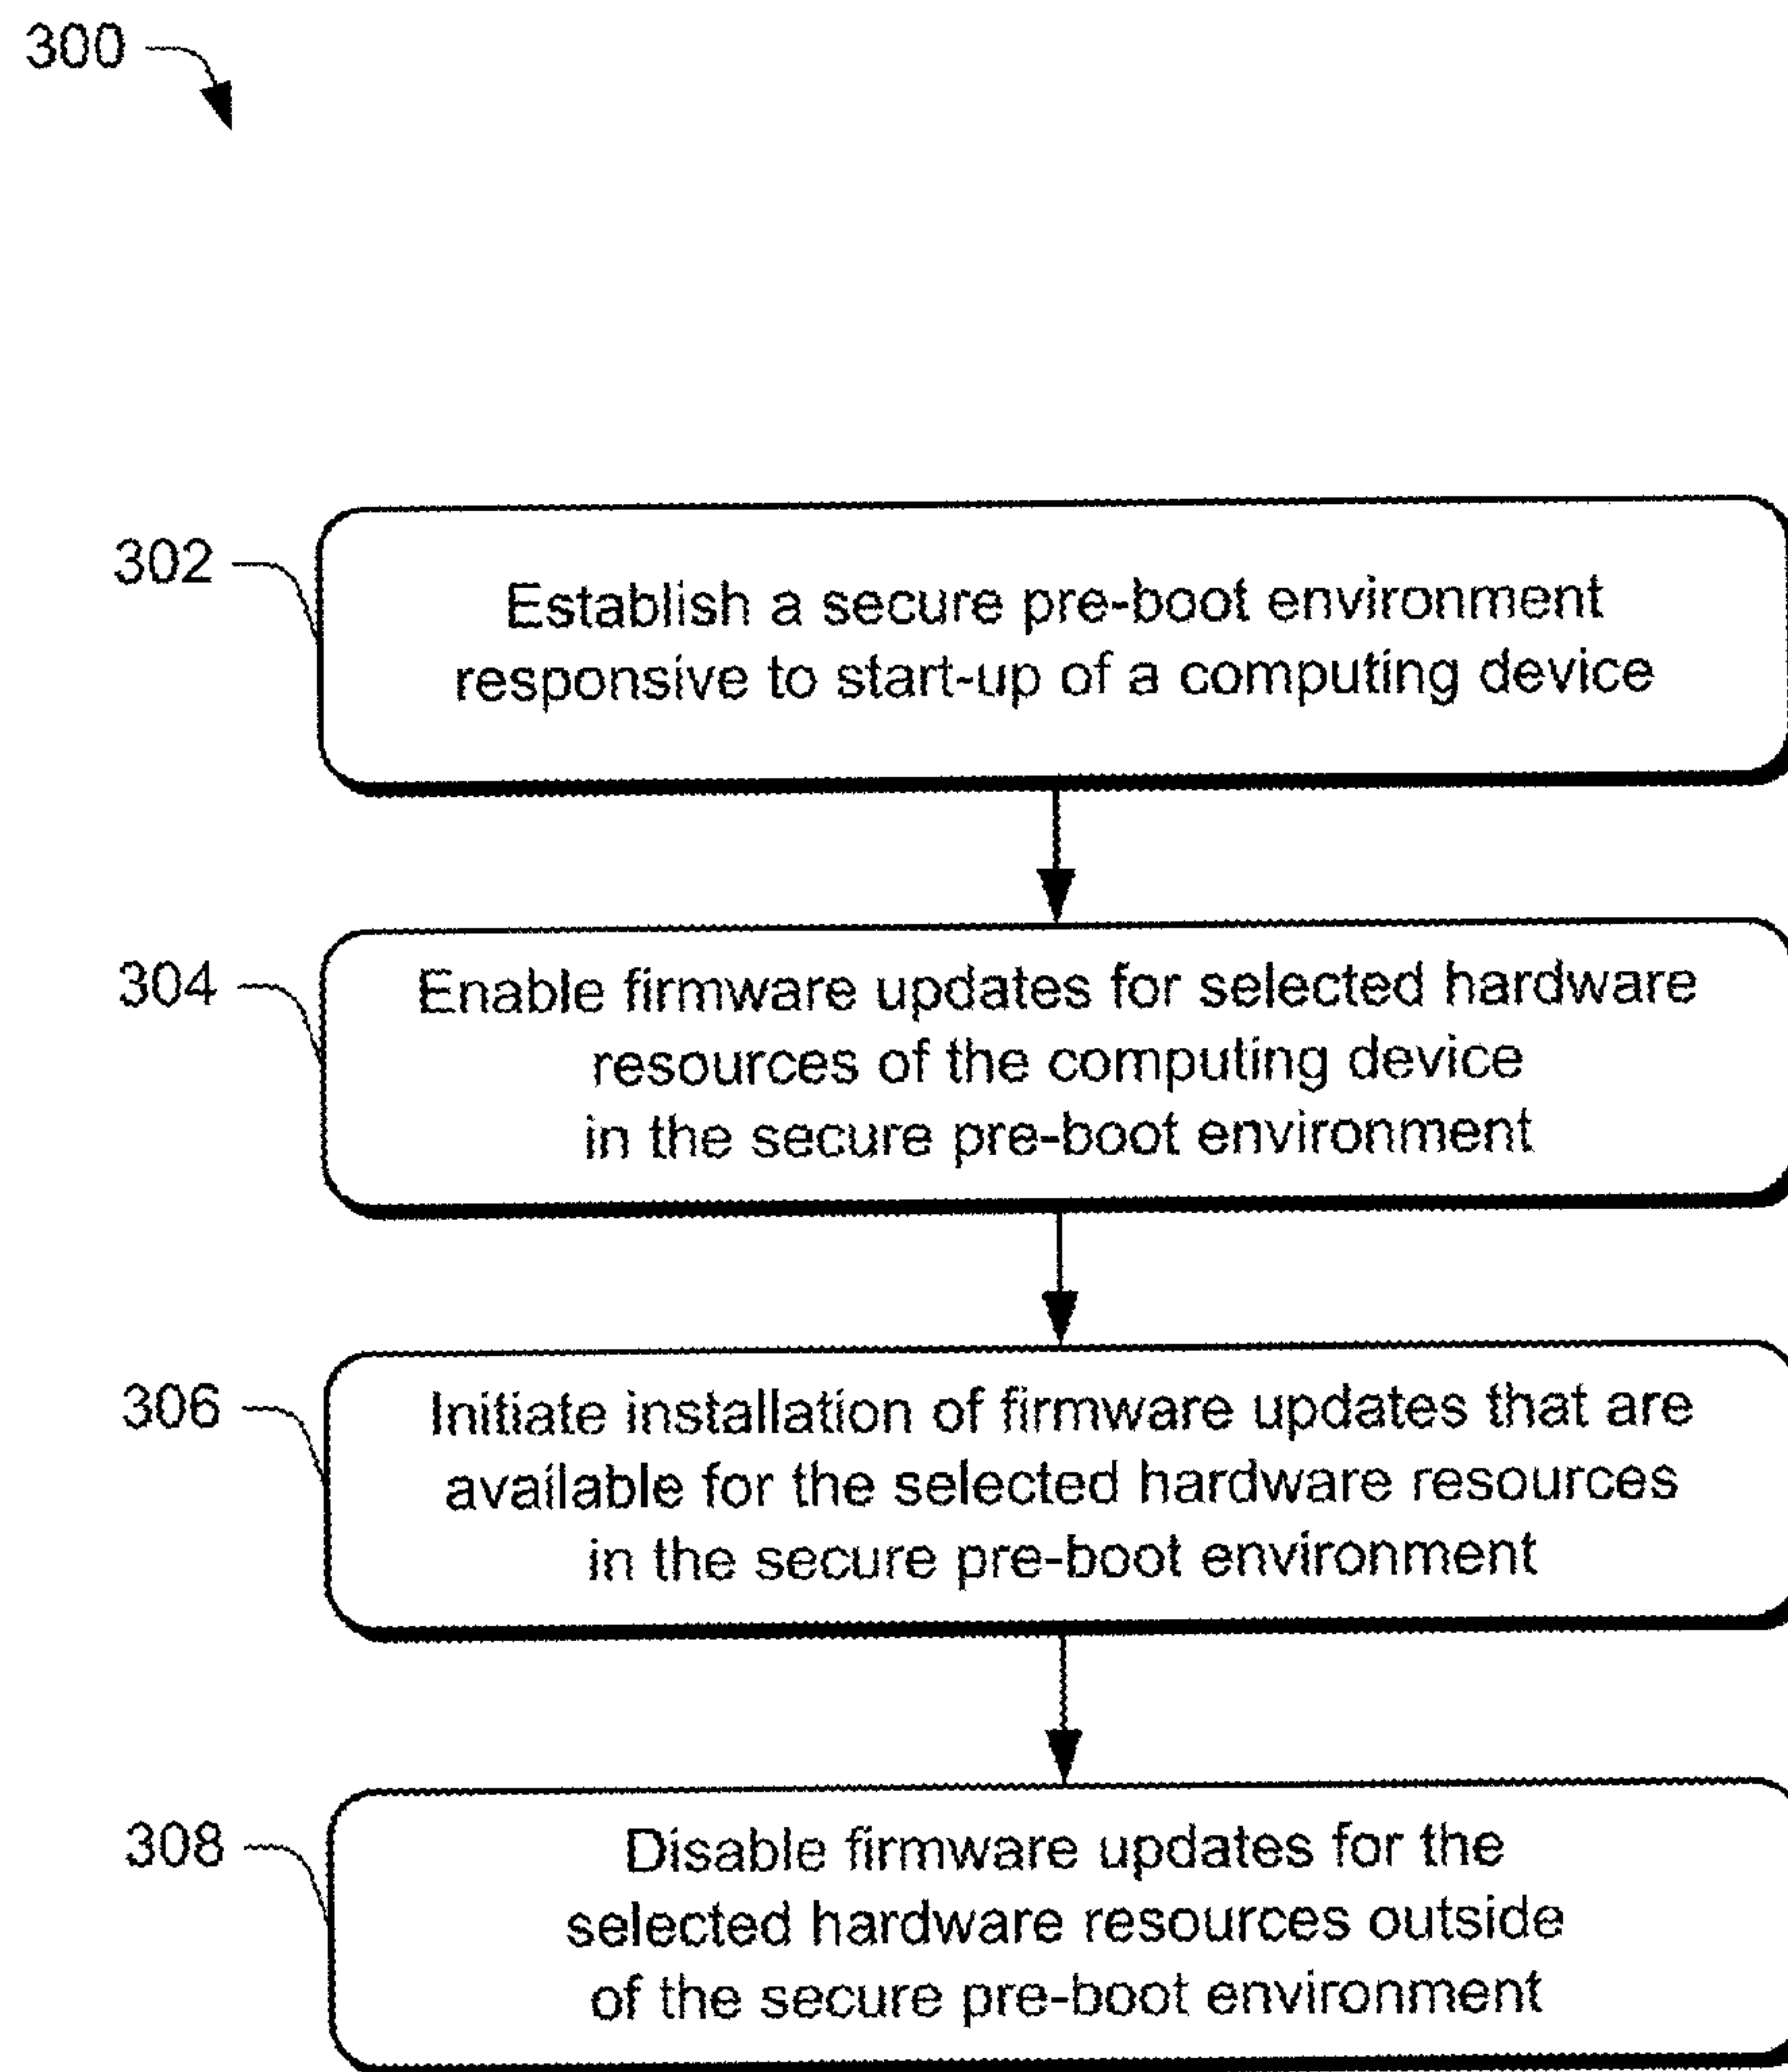 300
302
Establish a secure pre-boot environment
responsive to start-up of a computing device
304
Enable firmware updates for selected hardware
resources of the computing device
in the secure pre-boot environment
306
Initiate installation of firmware updates that are
available for the selected hardware resources
in the secure pre-boot environment
308
Disable firmware updates for the
selected hardware resources outside
of the secure pre-boot environment